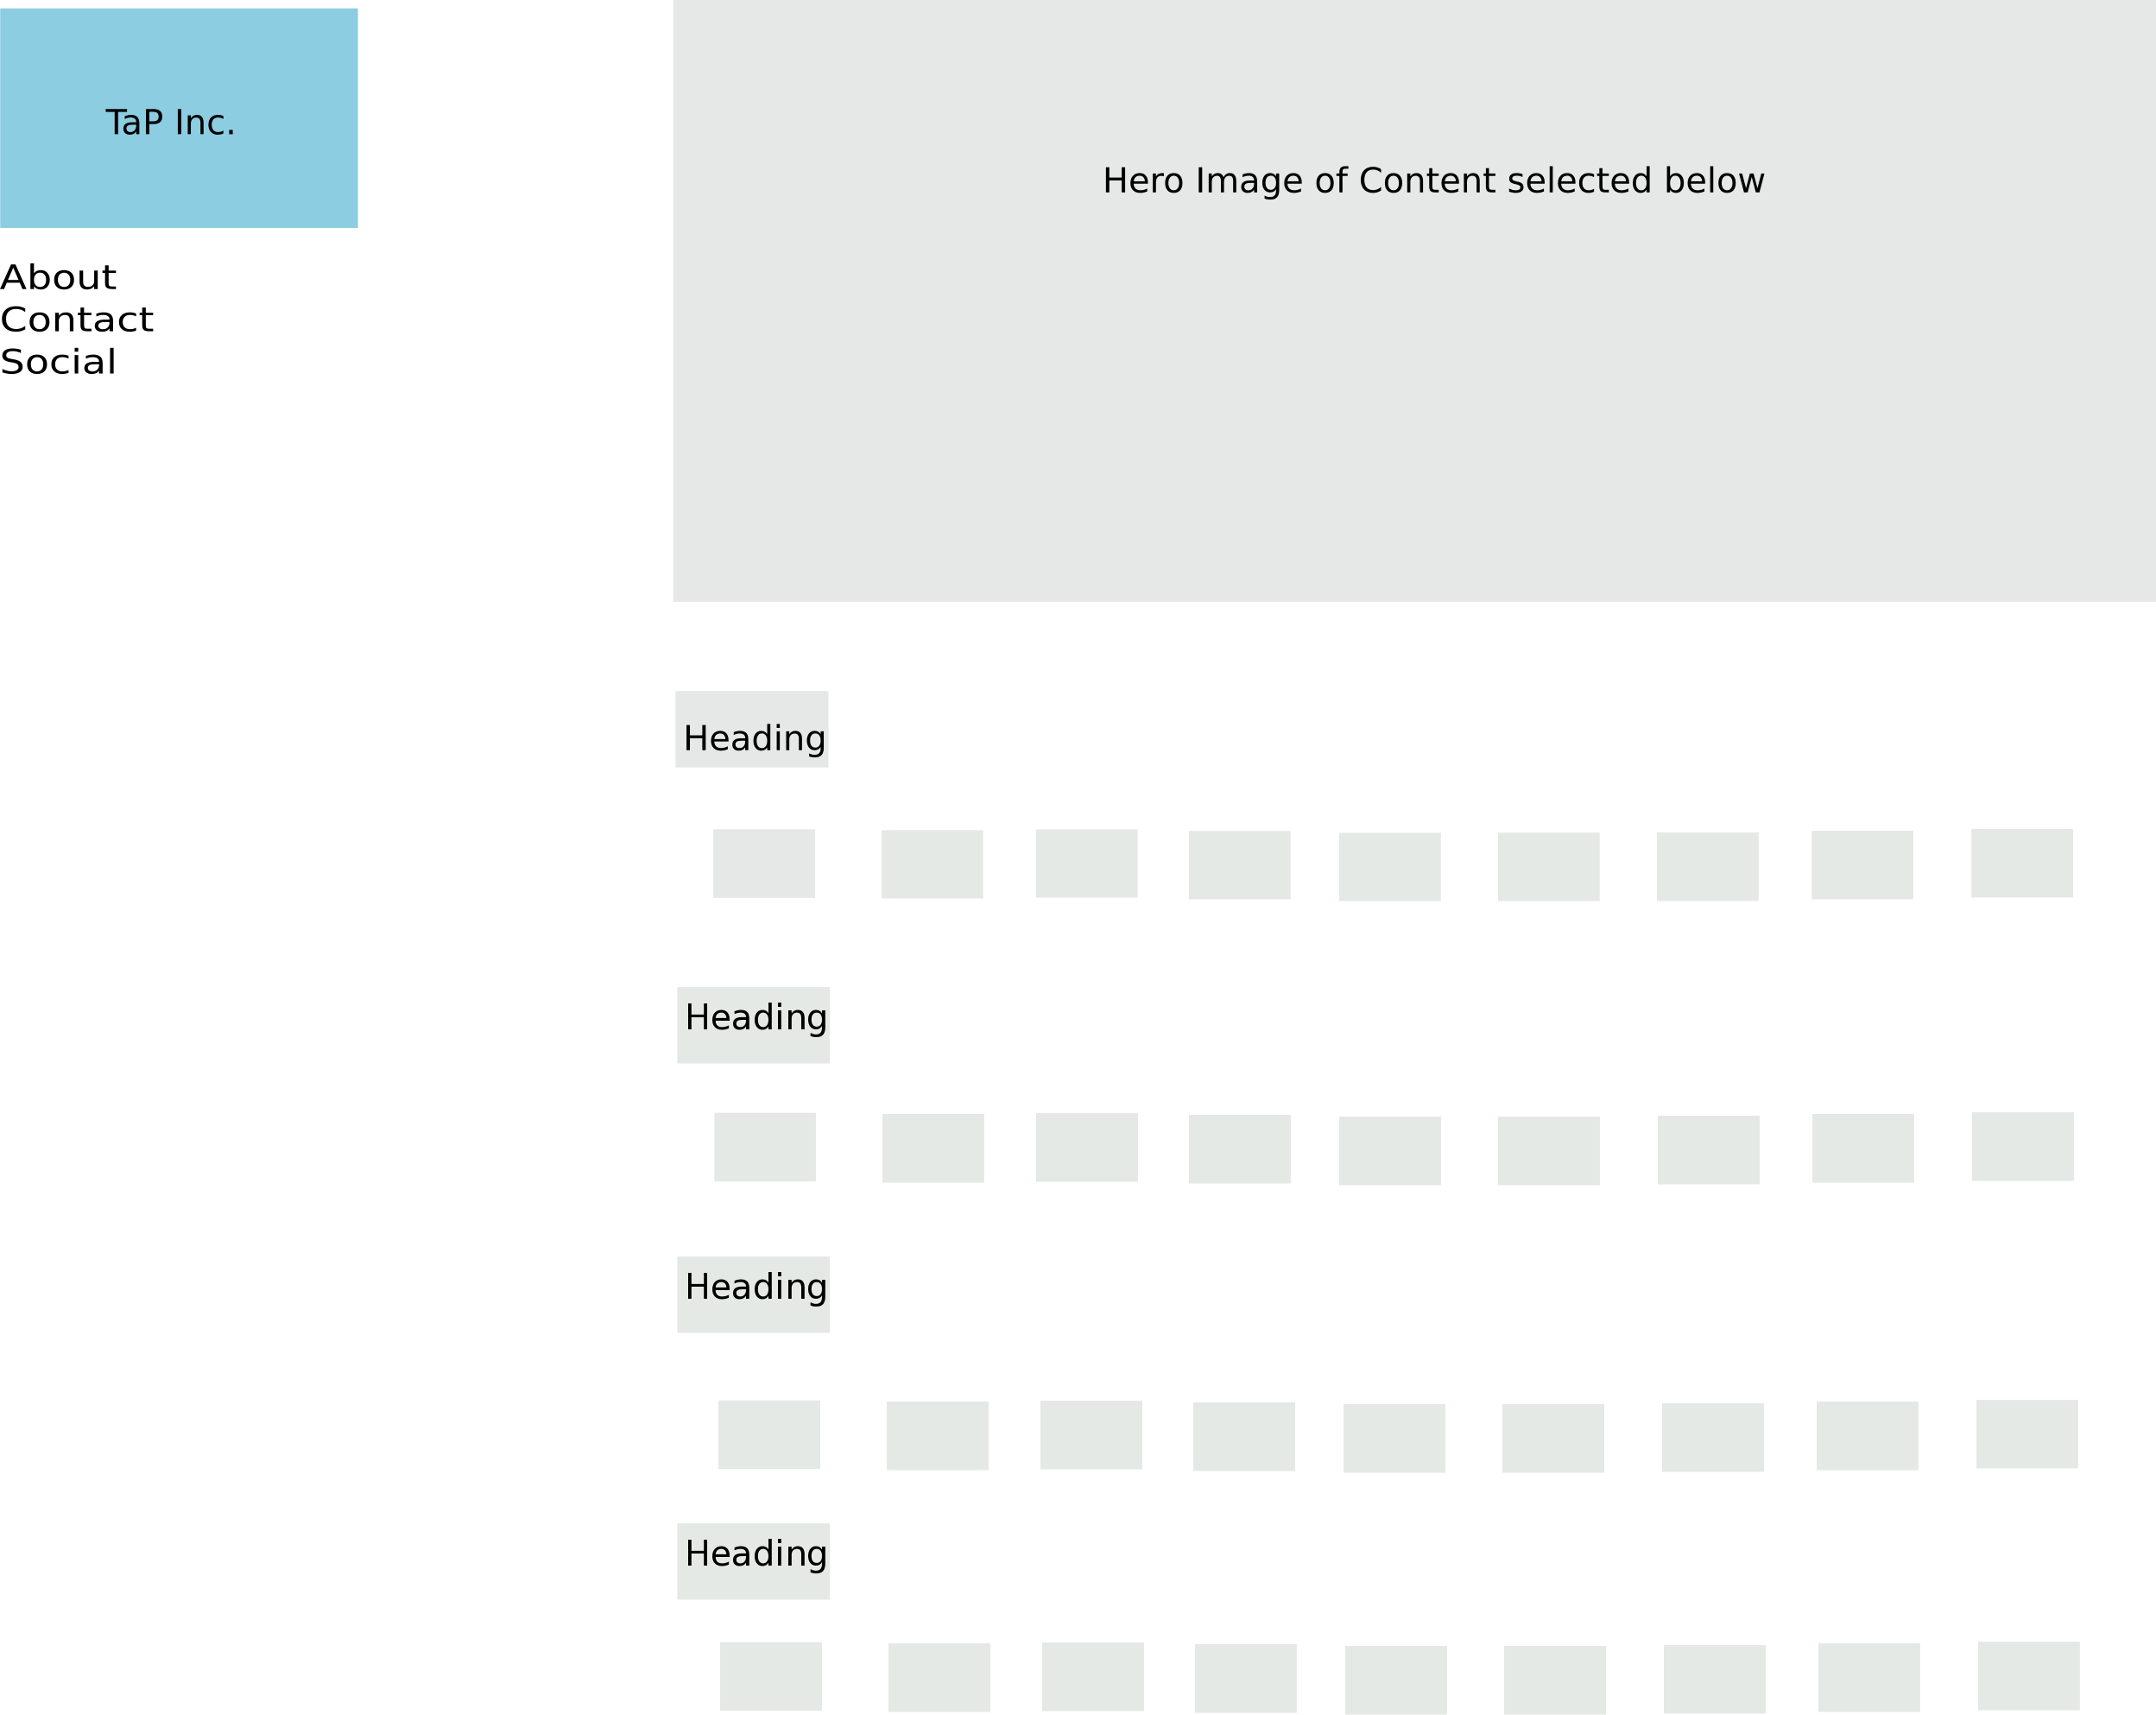 TaP Inc.
About
Contact
Social
Hero Image of Content selected below
Heading
Heading
Heading
Heading